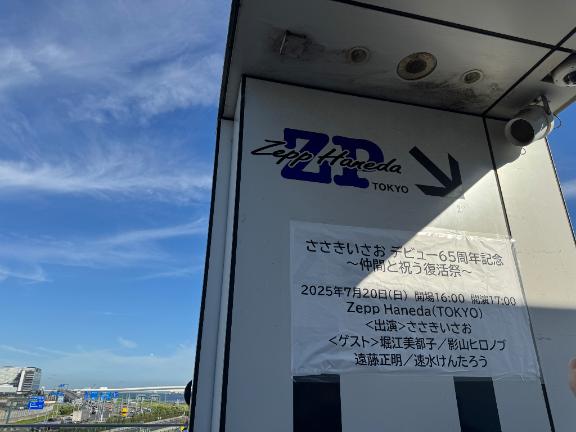 ZP
Zepp Haneda
TOKYO
ささきいさお デビュー65周年記念
～仲間と祝う復活祭～
2025年7月20日(日) 開場16:00 開演17:00
Zepp Haneda(TOKYO)
<出演>ささきいさお
<ゲスト>堀江美都子／影山ヒロノブ
遠藤正明／速水けんたろう